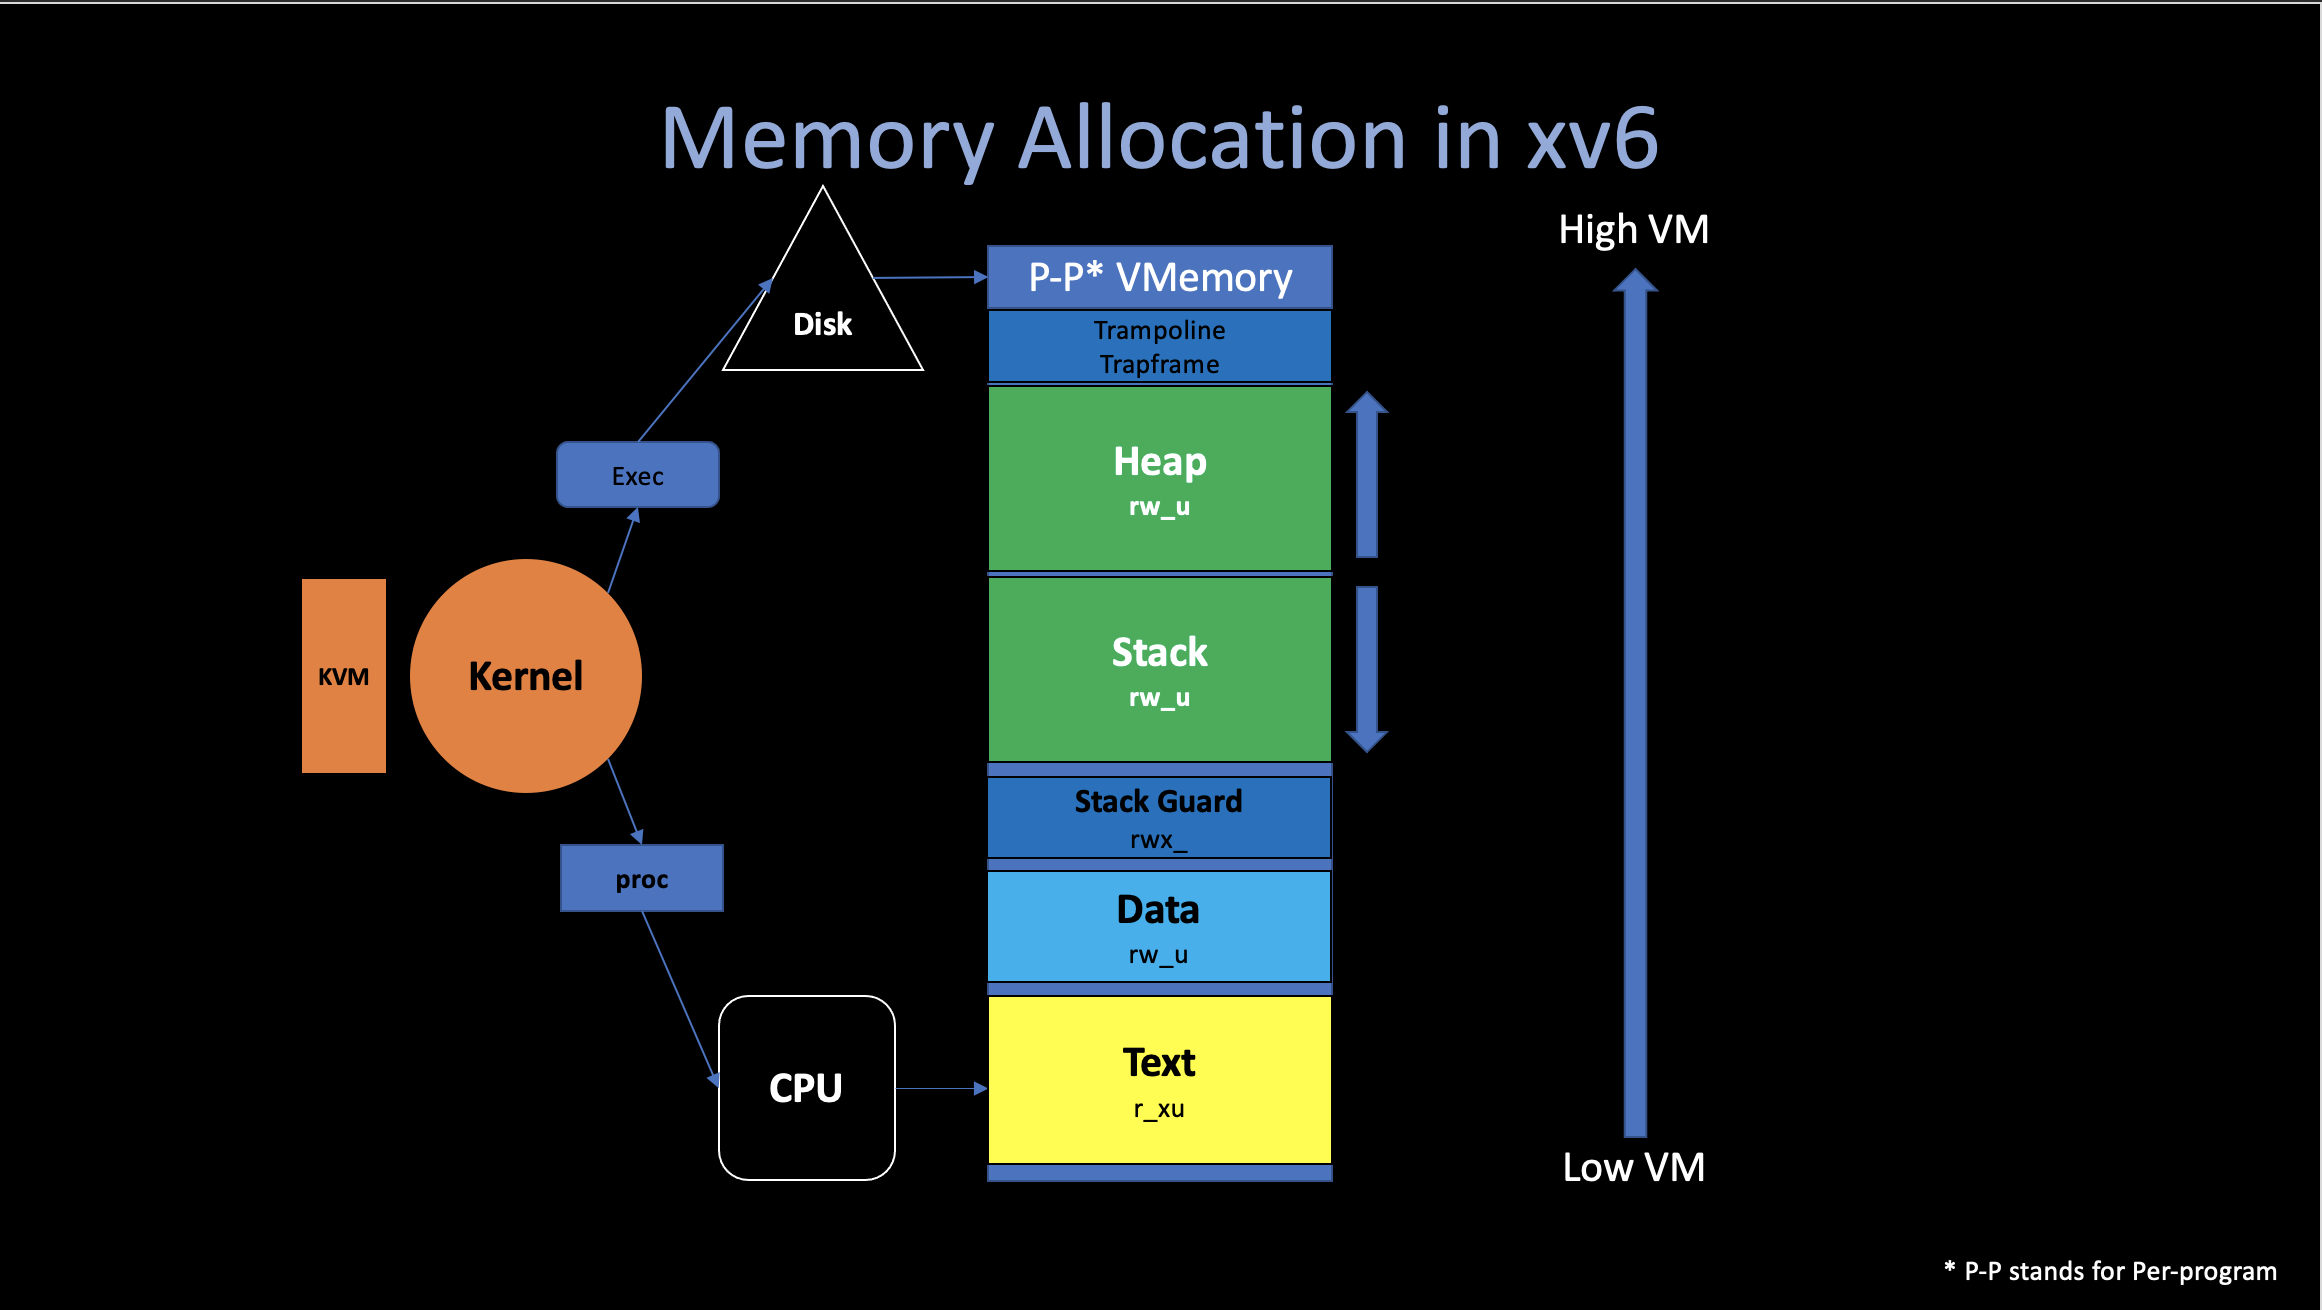 Memory Allocation in xv6
High VM
P-P* VMemory
Disk
Trampoline
Trapframe
Heap
rw_u
Exec
Stack
rw_u
KVM
Kernel
Stack Guard
rwx_
proc
Data
rw_u
CPU
Text
r_xu
Low VM
* P-P stands for Per-program